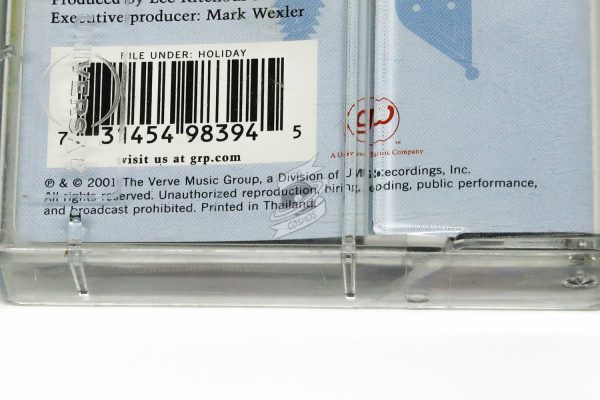 Produced by Lee Ritenour
Executive producer: Mark Wexler
FILE UNDER: HOLIDAY
UNIVERSAL
7 31454 98394 5
visit us at grp.com
A Universal Music Company
℗ & © 2001 The Verve Music Group, a Division of UMG Recordings, Inc.
All rights reserved. Unauthorized reproduction, hiring, lending, public performance,
and broadcast prohibited. Printed in Thailand.
COSMOS